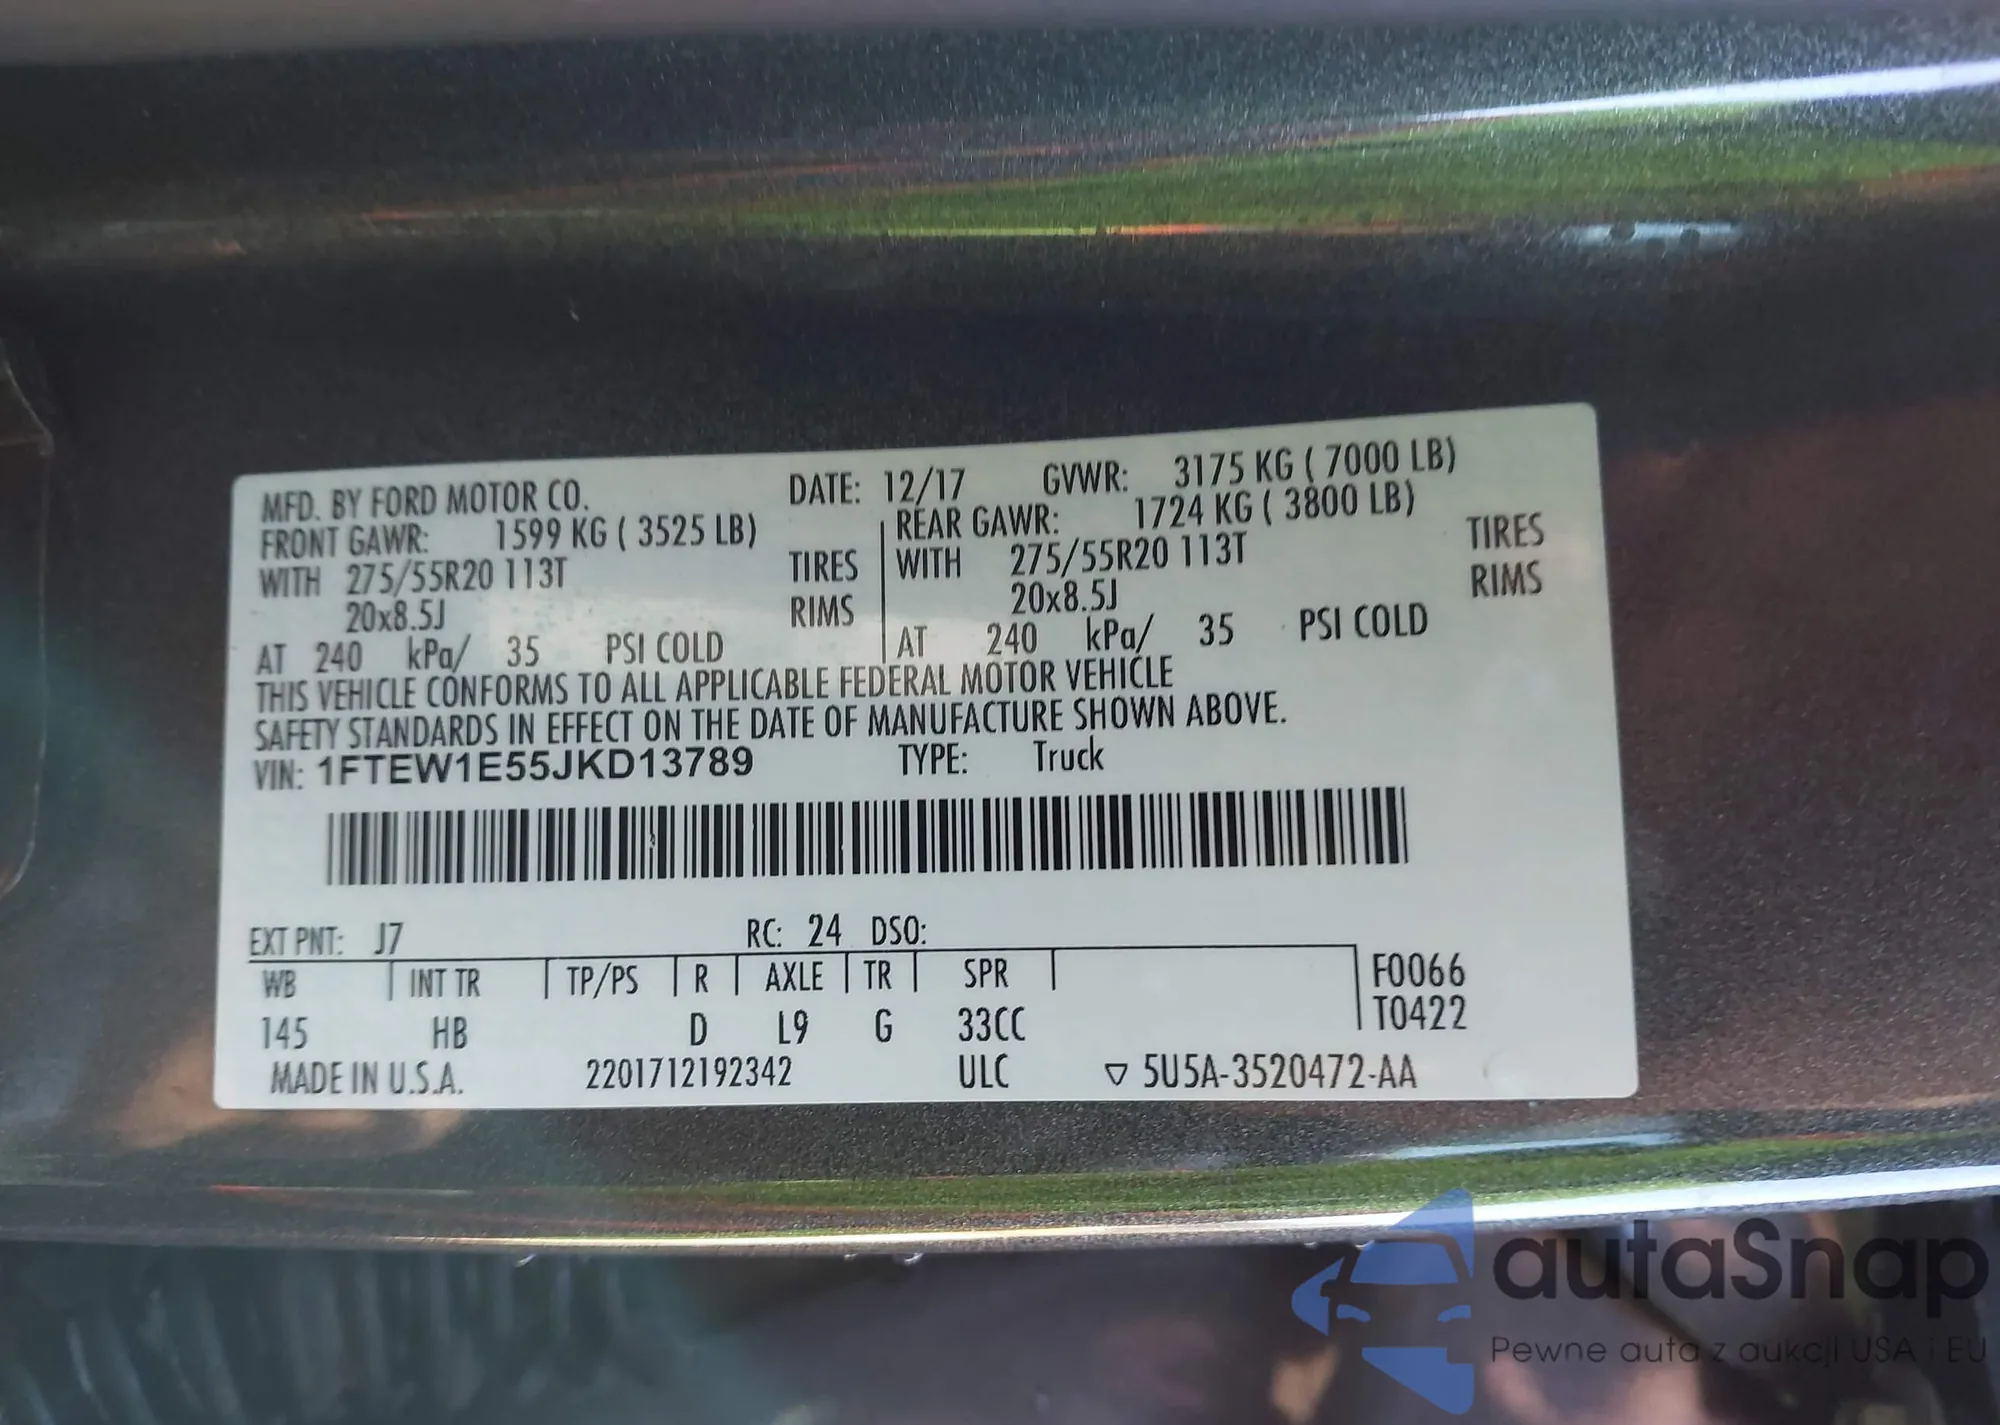 MFD. BY FORD MOTOR CO. DATE: 12/17 GVWR: 3175 KG ( 7000 LB)
FRONT GAWR: 1599 KG ( 3525 LB) REAR GAWR: 1724 KG ( 3800 LB)
WITH 275/55R20 113T TIRES WITH 275/55R20 113T TIRES
20x8.5J RIMS 20x8.5J RIMS
AT 240 kPa/ 35 PSI COLD AT 240 kPa/ 35 PSI COLD
THIS VEHICLE CONFORMS TO ALL APPLICABLE FEDERAL MOTOR VEHICLE
SAFETY STANDARDS IN EFFECT ON THE DATE OF MANUFACTURE SHOWN ABOVE.
VIN: 1FTEW1E55JKD13789 TYPE: Truck
EXT PNT: J7 RC: 24 DSO:
WB INT TR TP/PS R AXLE TR SPR F0066
145 HB D L9 G 33CC T0422
MADE IN U.S.A. 2201712192342 ULC ▽ 5U5A-3520472-AA
autaSnap
Pewne auta z aukcji USA i EU